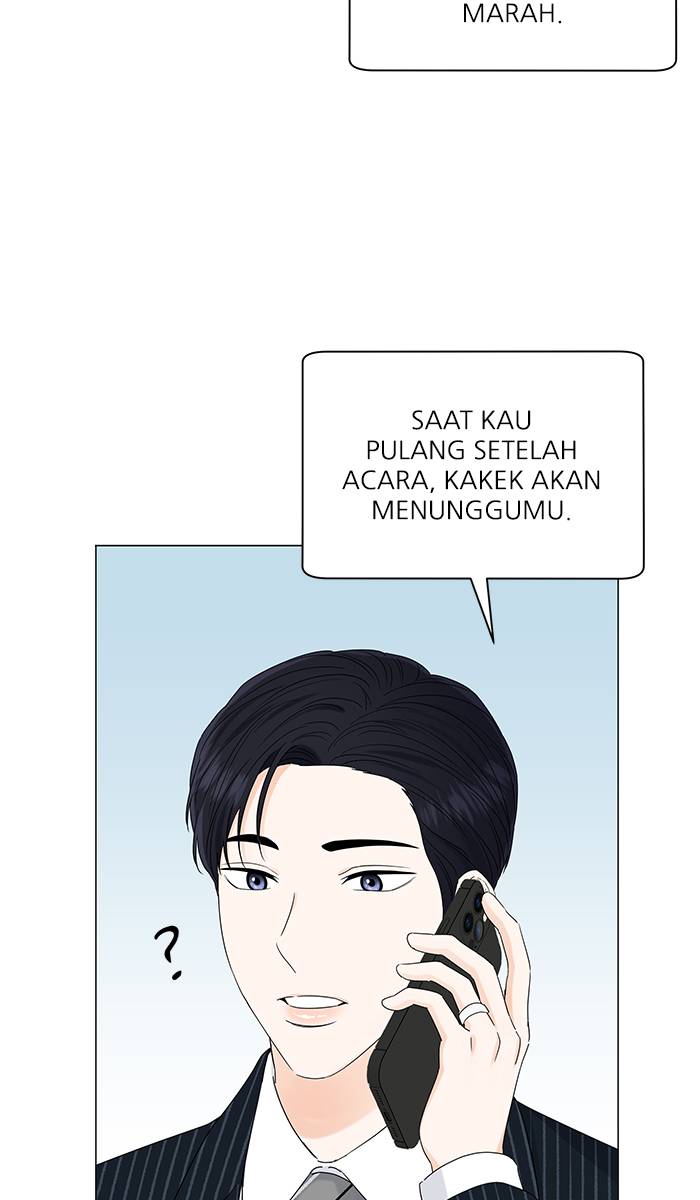 MARAH.
SAAT KAU
PULANG SETELAH
ACARA, KAKEK AKAN
MENUNGGUMU.
?